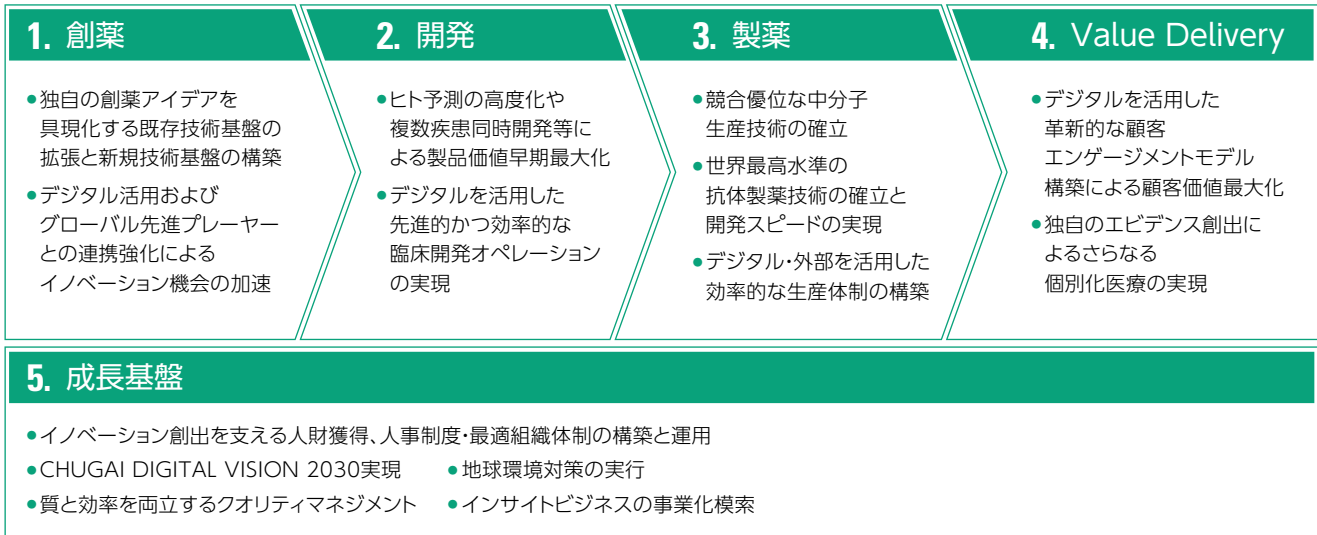 1. 創薬
●独自の創薬アイデアを
具現化する既存技術基盤の
拡張と新規技術基盤の構築
●デジタル活用および
グローバル先進プレーヤー
との連携強化による
イノベーション機会の加速
2. 開発
●ヒト予測の高度化や
複数疾患同時開発等に
よる製品価値早期最大化
●デジタルを活用した
先進的かつ効率的な
臨床開発オペレーション
の実現
3. 製薬
●競合優位な中分子
生産技術の確立
●世界最高水準の
抗体製薬技術の確立と
開発スピードの実現
●デジタル・外部を活用した
効率的な生産体制の構築
4. Value Delivery
●デジタルを活用した
革新的な顧客
エンゲージメントモデル
構築による顧客価値最大化
●独自のエビデンス創出に
よるさらなる
個別化医療の実現
5. 成長基盤
●イノベーション創出を支える人財獲得、人事制度・最適組織体制の構築と運用
●CHUGAI DIGITAL VISION 2030実現 ●地球環境対策の実行
●質と効率を両立するクオリティマネジメント ●インサイトビジネスの事業化模索